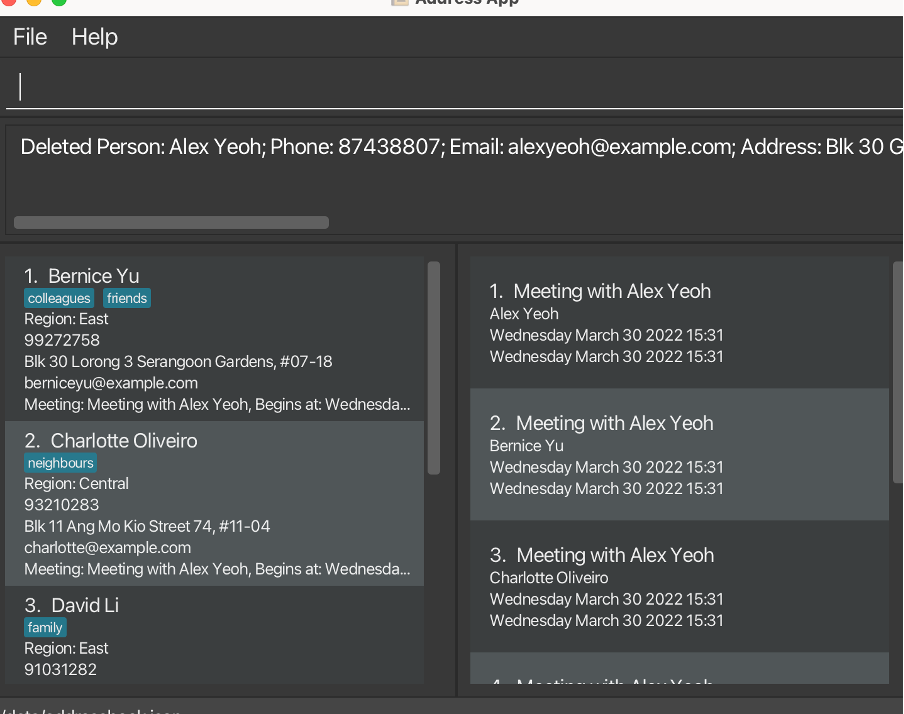 Address App
File Help
Deleted Person: Alex Yeoh; Phone: 87438807; Email: alexyeoh@example.com; Address: Blk 30 G
1. Bernice Yu
colleagues friends
Region: East
99272758
Blk 30 Lorong 3 Serangoon Gardens, #07-18
berniceyu@example.com
Meeting: Meeting with Alex Yeoh, Begins at: Wednesda...
2. Charlotte Oliveiro
neighbours
Region: Central
93210283
Blk 11 Ang Mo Kio Street 74, #11-04
charlotte@example.com
Meeting: Meeting with Alex Yeoh, Begins at: Wednesda...
3. David Li
family
Region: East
91031282
1. Meeting with Alex Yeoh
Alex Yeoh
Wednesday March 30 2022 15:31
Wednesday March 30 2022 15:31
2. Meeting with Alex Yeoh
Bernice Yu
Wednesday March 30 2022 15:31
Wednesday March 30 2022 15:31
3. Meeting with Alex Yeoh
Charlotte Oliveiro
Wednesday March 30 2022 15:31
Wednesday March 30 2022 15:31
4. Meeting with Alex Yeoh